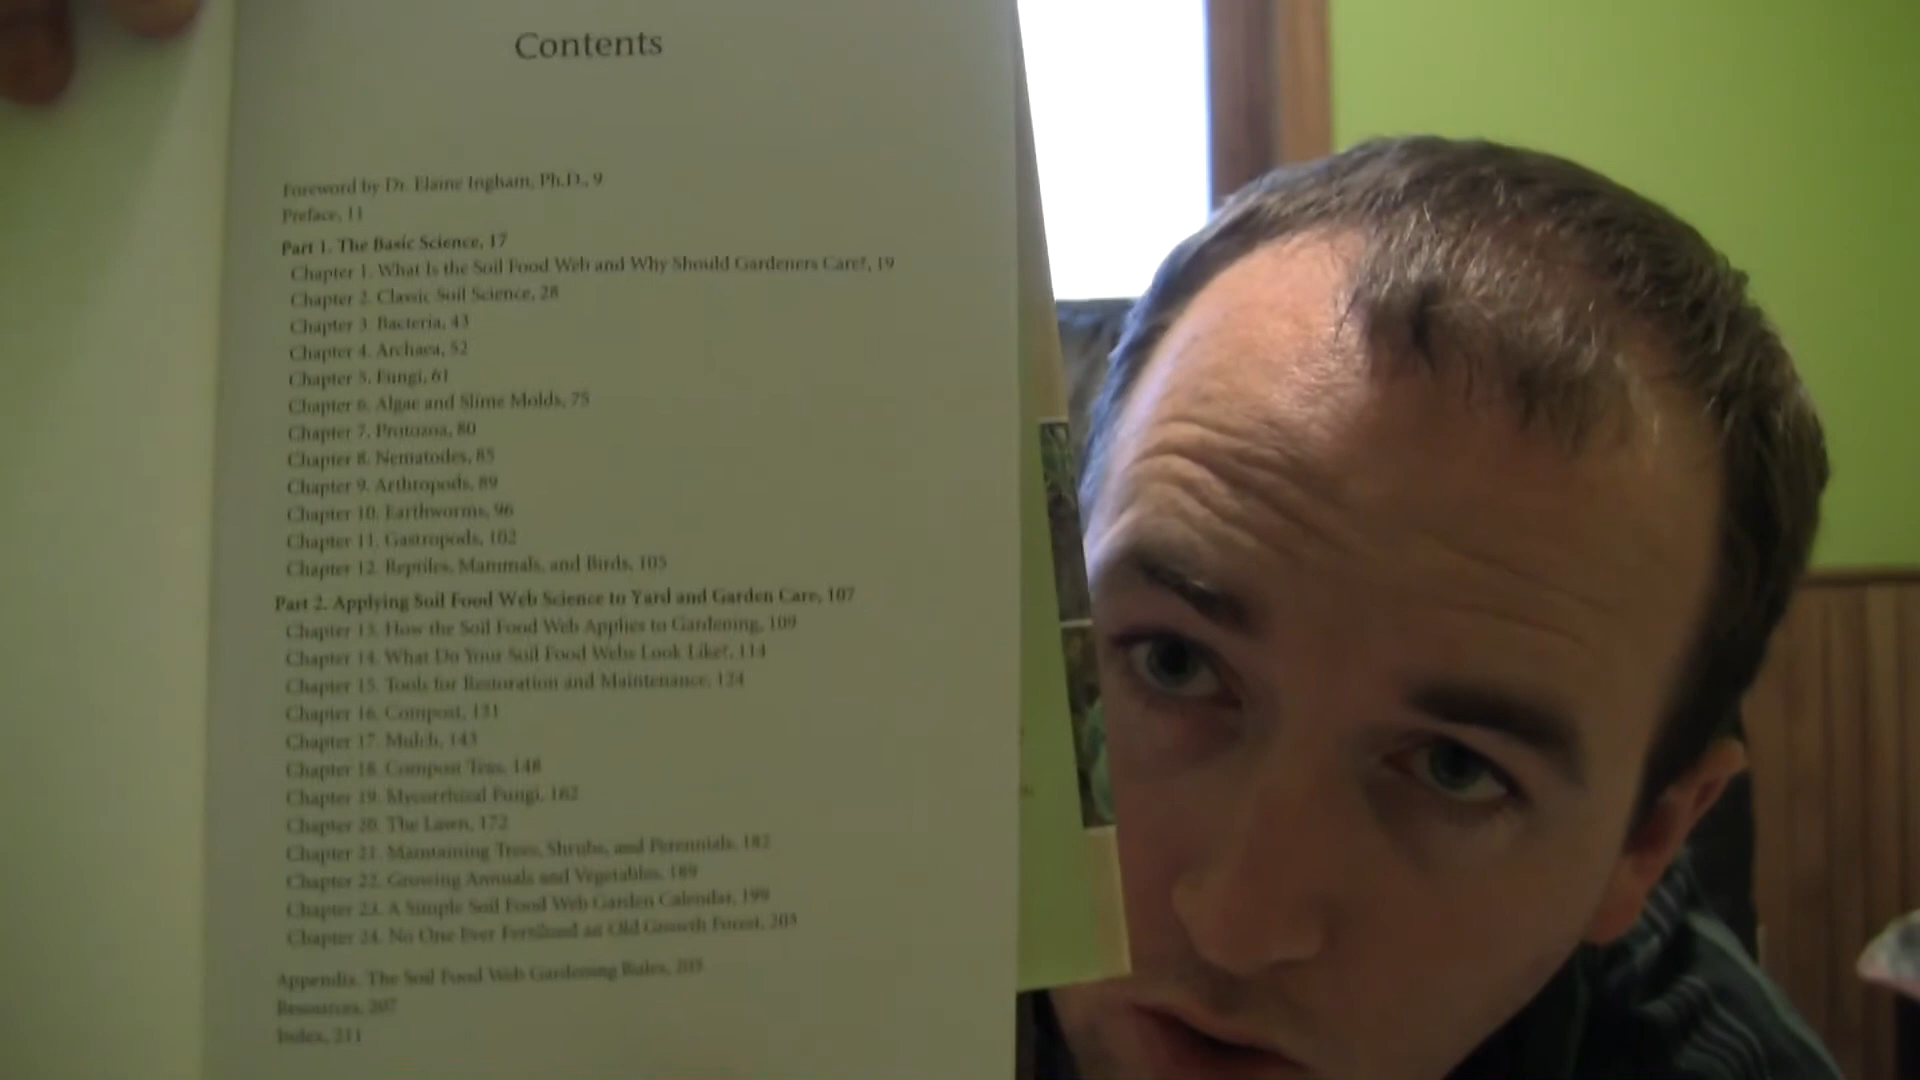 Contents
Foreword by Dr. Elaine Ingham, Ph.D., 9
Preface, 11
Part 1. The Basic Science, 17
Chapter 1. What Is the Soil Food Web and Why Should Gardeners Care?, 19
Chapter 2. Classic Soil Science, 28
Chapter 3. Bacteria, 43
Chapter 4. Archaea, 52
Chapter 5. Fungi, 61
Chapter 6. Algae and Slime Molds, 75
Chapter 7. Protozoa, 80
Chapter 8. Nematodes, 85
Chapter 9. Arthropods, 89
Chapter 10. Earthworms, 96
Chapter 11. Gastropods, 102
Chapter 12. Reptiles, Mammals, and Birds, 105
Part 2. Applying Soil Food Web Science to Yard and Garden Care, 107
Chapter 13. How the Soil Food Web Applies to Gardening, 109
Chapter 14. What Do Your Soil Food Webs Look Like?, 114
Chapter 15. Tools for Restoration and Maintenance, 124
Chapter 16. Compost, 131
Chapter 17. Mulch, 143
Chapter 18. Compost Teas, 148
Chapter 19. Mycorrhizal Fungi, 162
Chapter 20. The Lawn, 172
Chapter 21. Maintaining Trees, Shrubs, and Perennials, 182
Chapter 22. Growing Annuals and Vegetables, 189
Chapter 23. A Simple Soil Food Web Garden Calendar, 199
Chapter 24. No One Ever Fertilized an Old Growth Forest, 203
Appendix. The Soil Food Web Gardening Rules,
Resources, 207
Index, 211